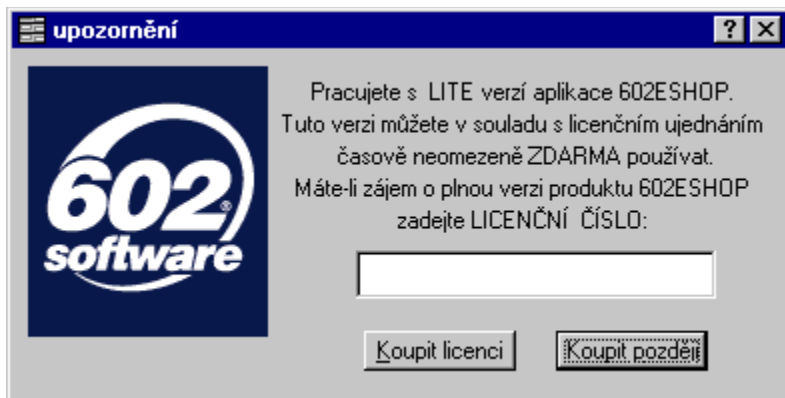 upozornění
Pracujete s LITE verzí aplikace 602ESHOP.
Tuto verzi můžete v souladu s licenčním ujednáním
časově neomezeně ZDARMA používat.
Máte-li zájem o plnou verzi produktu 602ESHOP
zadejte LICENČNÍ ČÍSLO:
602®
software
Koupit licenci
Koupit později